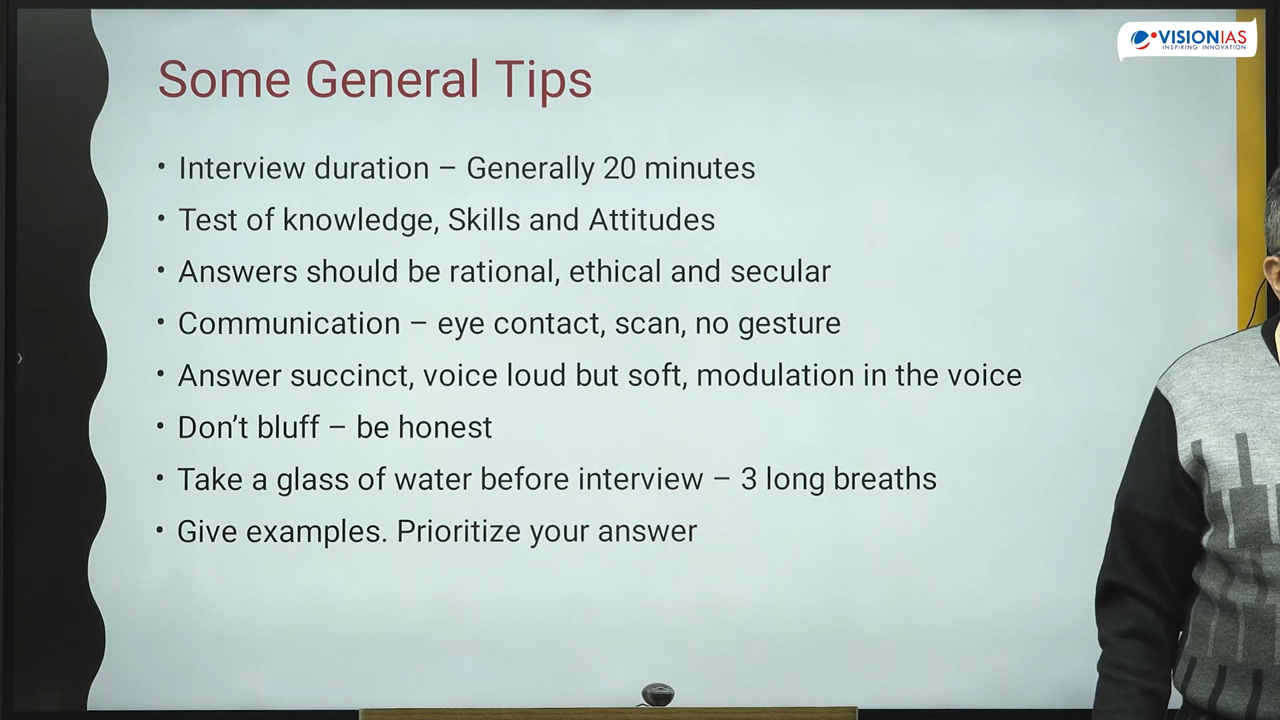 VISIONIAS
INSPIRING INNOVATION
Some General Tips
• Interview duration – Generally 20 minutes
• Test of knowledge, Skills and Attitudes
• Answers should be rational, ethical and secular
• Communication – eye contact, scan, no gesture
• Answer succinct, voice loud but soft, modulation in the voice
• Don’t bluff – be honest
• Take a glass of water before interview – 3 long breaths
• Give examples. Prioritize your answer